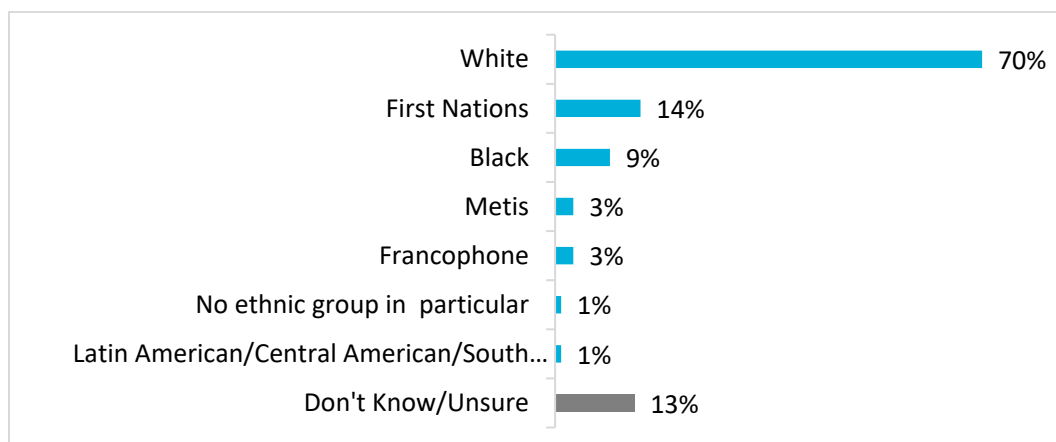 White 70%
First Nations 14%
Black 9%
Metis 3%
Francophone 3%
No ethnic group in  particular 1%
Latin American/Central American/South... 1%
Don't Know/Unsure 13%